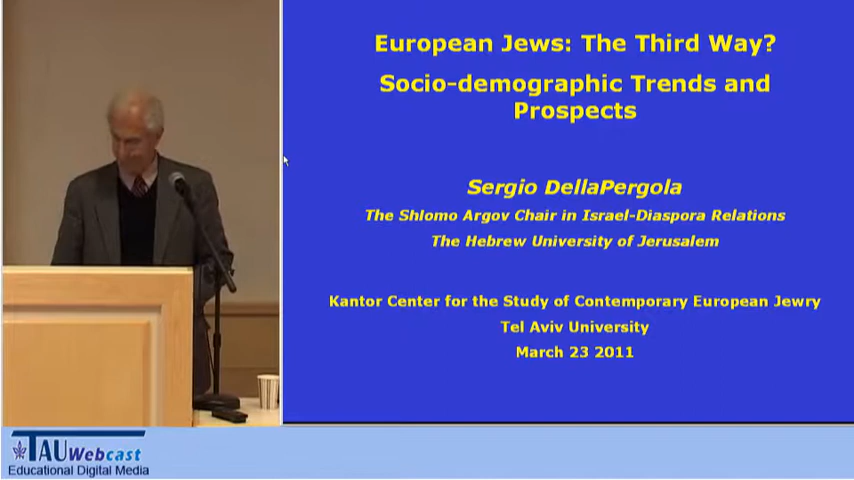 European Jews: The Third Way?
Socio-demographic Trends and
Prospects
Sergio DellaPergola
The Shlomo Argov Chair in Israel-Diaspora Relations
The Hebrew University of Jerusalem
Kantor Center for the Study of Contemporary European Jewry
Tel Aviv University
March 23 2011
TAU Webcast
Educational Digital Media